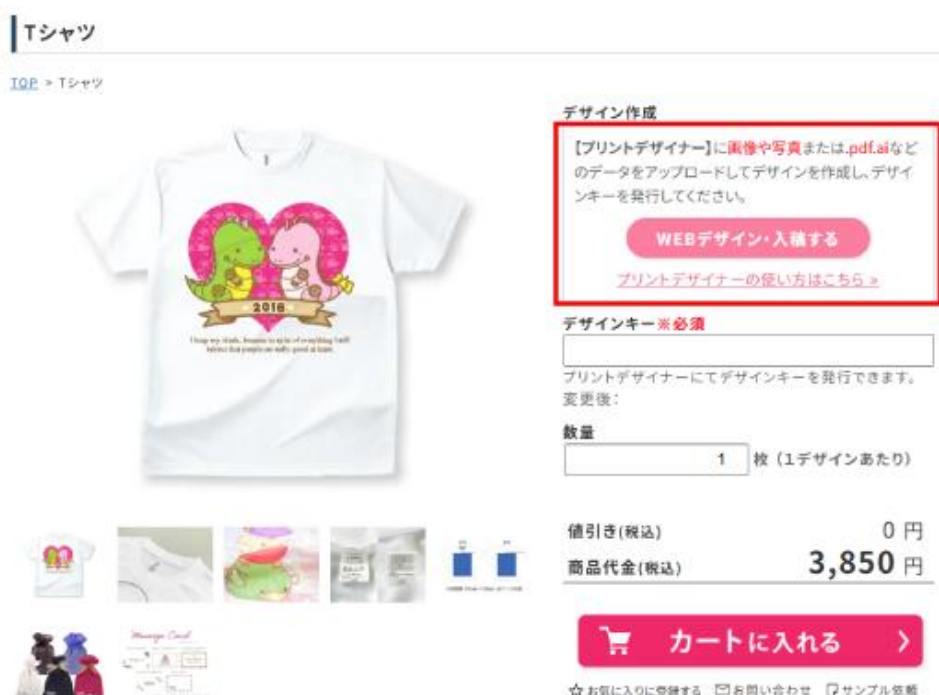 Tシャツ
TOP > Tシャツ
デザイン作成
【プリントデザイナー】に画像や写真または.pdf.aiなど
のデータをアップロードしてデザインを作成し、デザイ
ンキーを発行してください。
WEBデザイン・入稿する
プリントデザイナーの使い方はこちら »
2016
デザインキー※必須
プリントデザイナーにてデザインキーを発行できます。
変更後:
数量
1 枚 (1デザインあたり)
値引き(税込) 0 円
商品代金(税込) 3,850 円
カートに入れる
お気に入りに登録する お問い合わせ サンプル依頼
Message Card